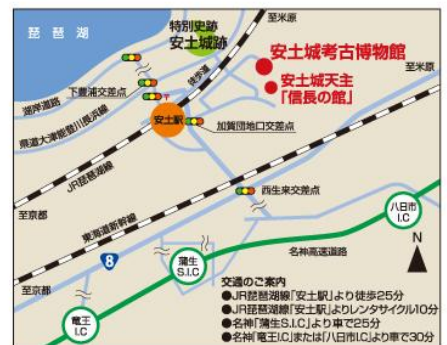 琵琶湖
特別史跡
安土城跡
至米原
安土城考古博物館
安土城天主
「信長の館」
至米原
徒歩道
下豊浦交差点
湖岸道路
県道大津能登川長浜線
安土駅
加賀団地口交差点
JR琵琶湖線
西生来交差点
八日市
I.C
至京都
東海道新幹線
N
名神高速道路
8
蒲生
S.I.C
至京都
竜王
I.C
交通のご案内
●JR琵琶湖線「安土駅」より徒歩25分
●JR琵琶湖線「安土駅」よりレンタサイクル10分
●名神「蒲生S.I.C」より車で25分
●名神「竜王I.C」または「八日市I.C」より車で30分